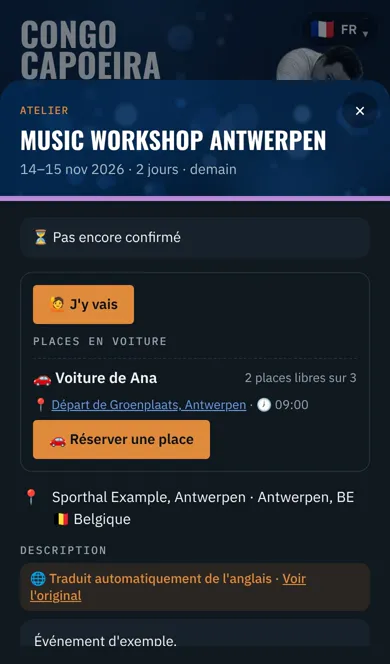 CONGO
CAPOEIRA
🇫🇷 FR ▾
ATELIER
MUSIC WORKSHOP ANTWERPEN
14–15 nov 2026 · 2 jours · demain
✕
⏳ Pas encore confirmé
🙋 J'y vais
PLACES EN VOITURE
🚗 Voiture de Ana
2 places libres sur 3
📍 Départ de Groenplaats, Antwerpen · 🕖 09:00
🚗 Réserver une place
📍 Sporthal Example, Antwerpen · Antwerpen, BE
🇧🇪 Belgique
DESCRIPTION
🌐 Traduit automatiquement de l'anglais · Voir
l'original
Événement d'exemple.